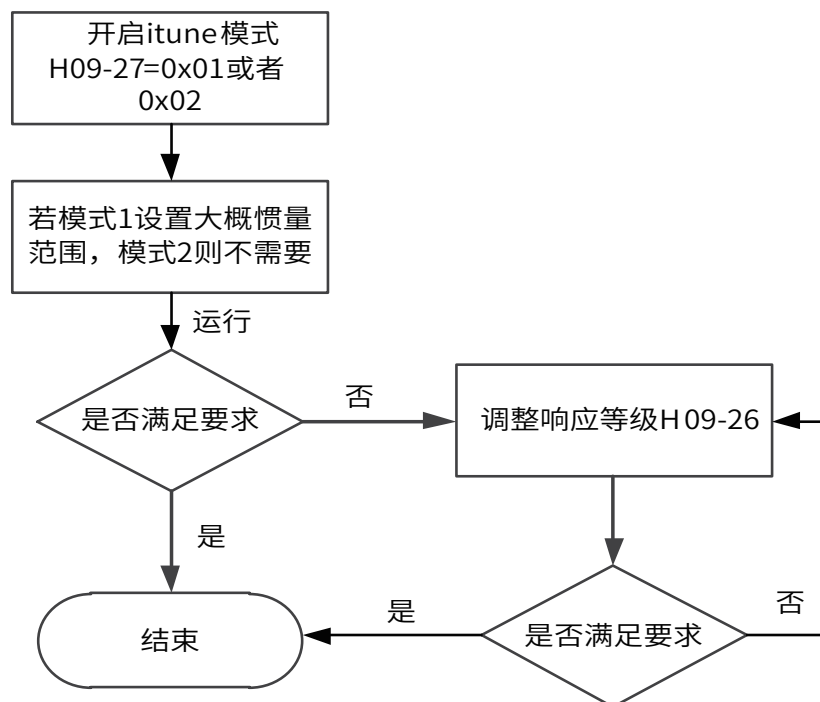 开启itune模式
H09-27=0x01或者
0x02
若模式1设置大概惯量
范围，模式2则不需要
运行
是否满足要求
否
调整响应等级H09-26
是
结束
是
是否满足要求
否